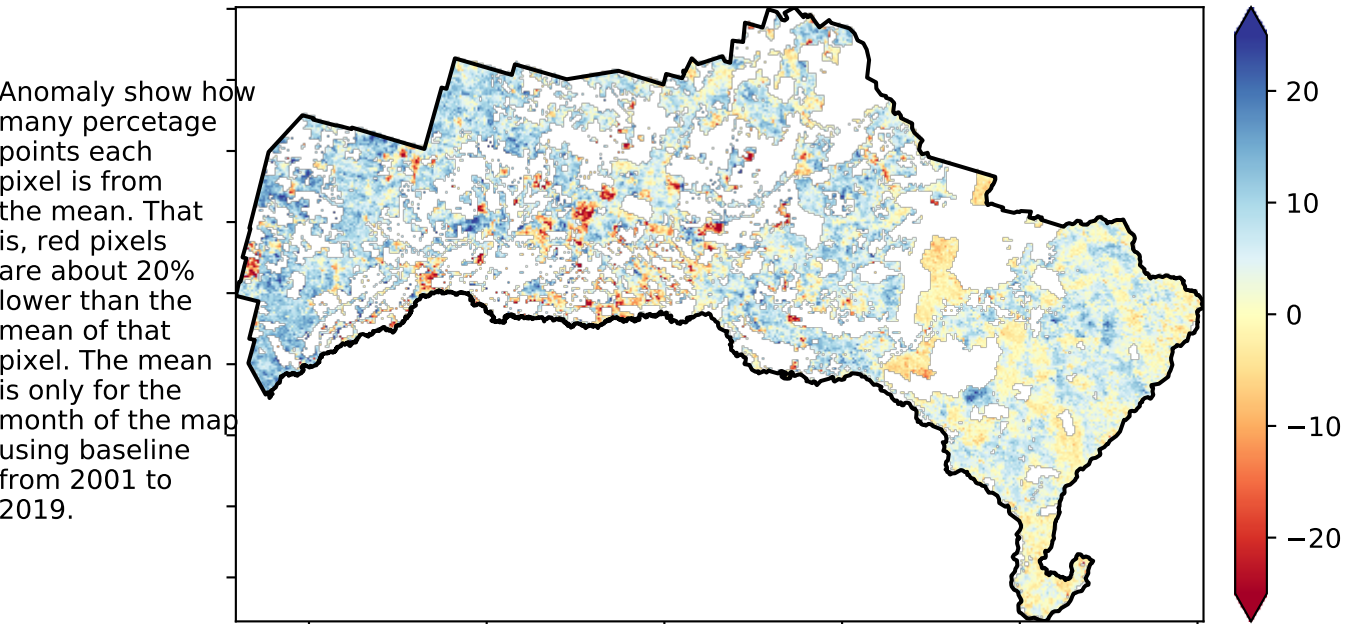 Anomaly show how
many percetage
points each
pixel is from
the mean. That
is, red pixels
are about 20%
lower than the
mean of that
pixel. The mean
is only for the
month of the map
using baseline
from 2001 to
2019.
20
10
0
−10
−20